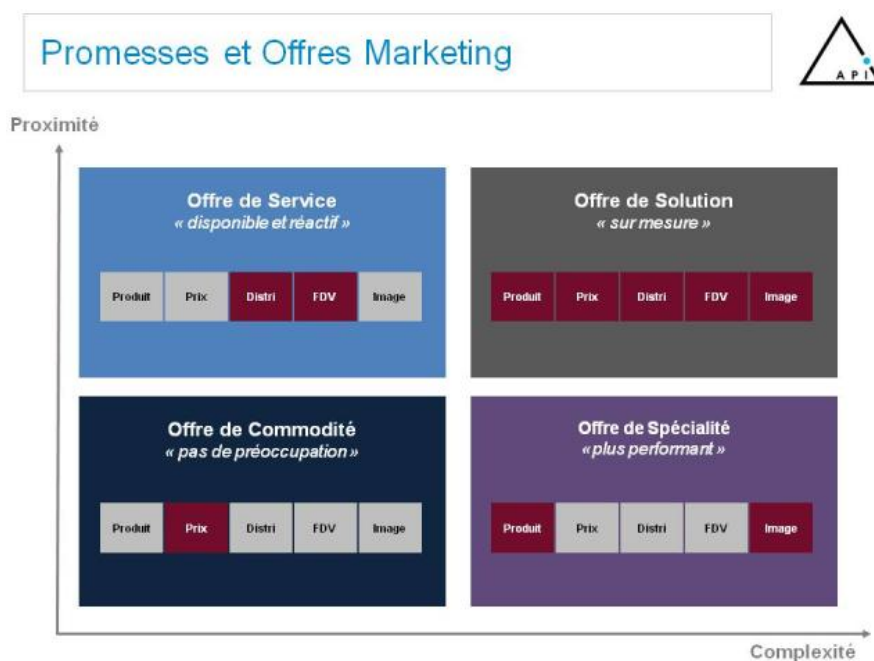 Promesses et Offres Marketing
API
Proximité
Offre de Service
« disponible et réactif »
Produit Prix Distri FDV Image
Offre de Solution
« sur mesure »
Produit Prix Distri FDV Image
Offre de Commodité
« pas de préoccupation »
Produit Prix Distri FDV Image
Offre de Spécialité
«plus performant »
Produit Prix Distri FDV Image
Complexité